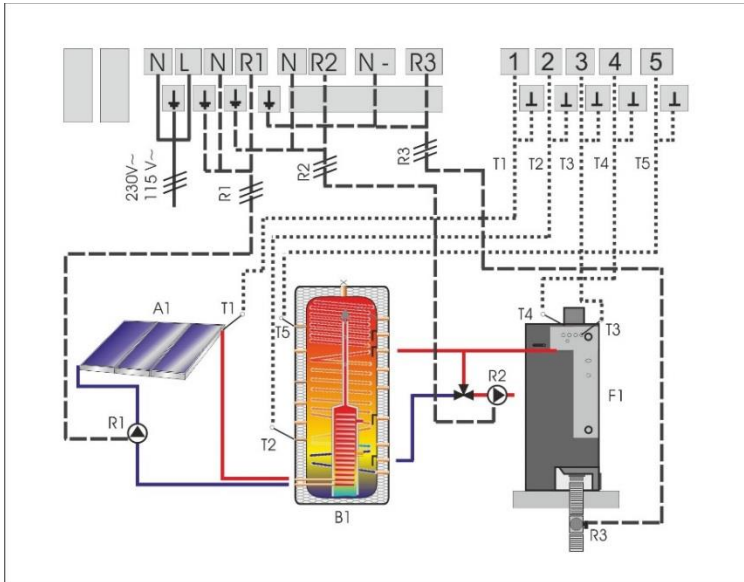 N L N R1 N R2 N - R3 1 2 3 4 5
230V~
115 V~
R1
R2
R3
T1
T2
T3
T4
T5
A1
T1
T5
T4
T3
R2
F1
R1
T2
B1
R3